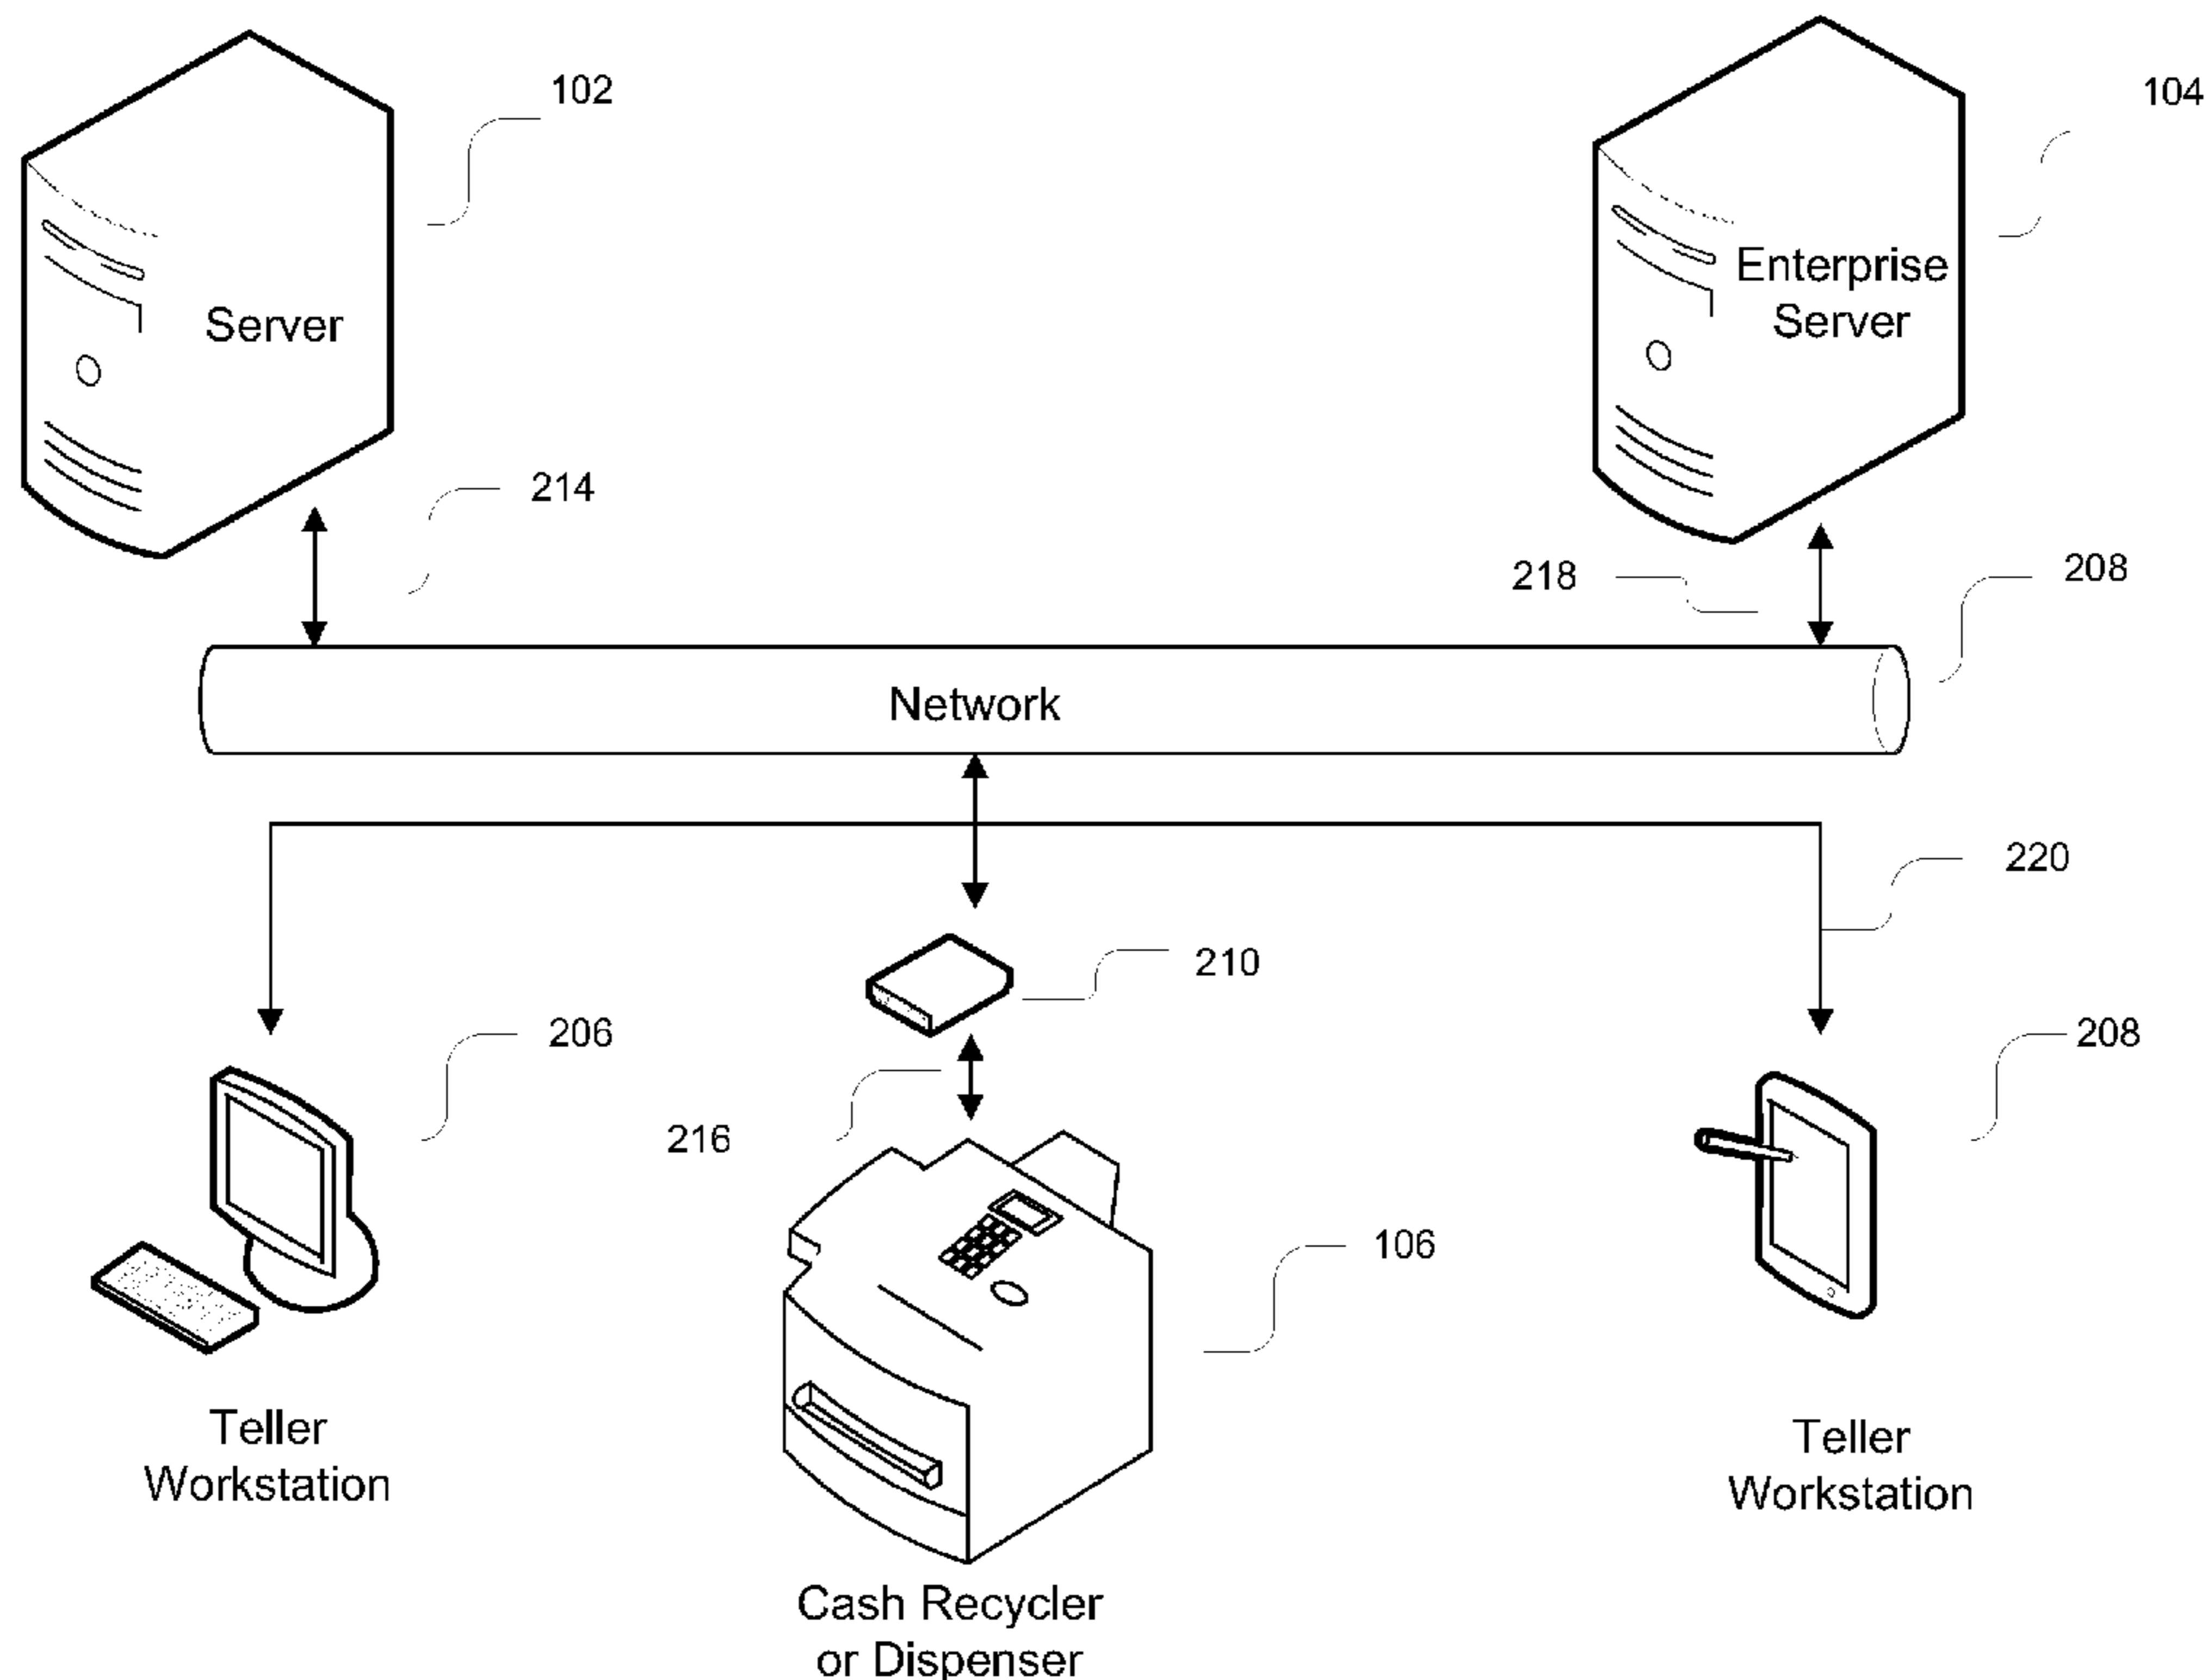 102
104
Server
Enterprise
Server
214
218
208
Network
220
210
206
208
216
106
Teller
Workstation
Teller
Workstation
Cash Recycler
or Dispenser